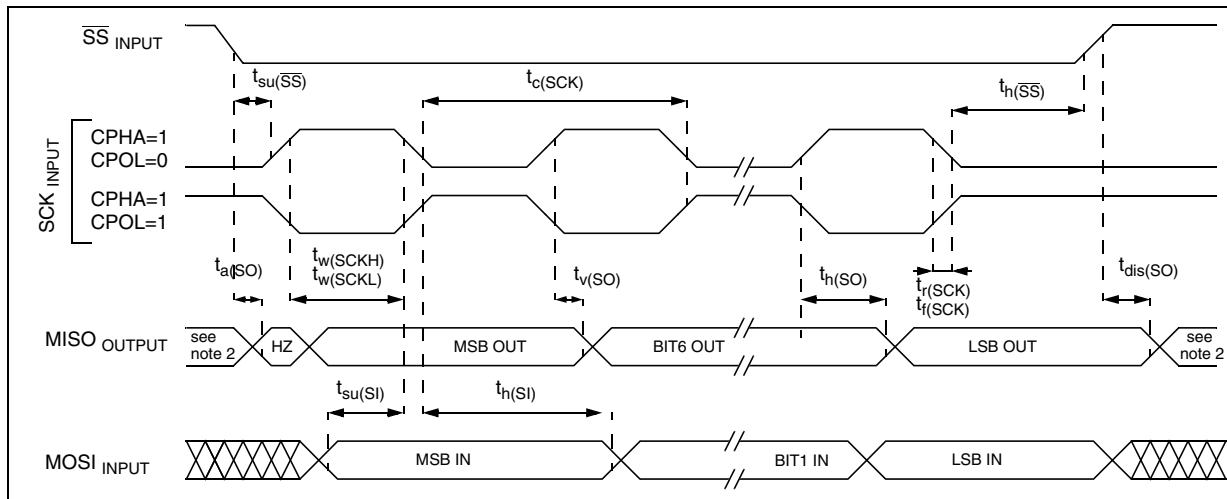 SS INPUT
tsu(SS)
tc(SCK)
th(SS)
SCK INPUT
CPHA=1
CPOL=0
CPHA=1
CPOL=1
ta(SO)
tw(SCKH)
tw(SCKL)
tv(SO)
th(SO)
tr(SCK)
tf(SCK)
tdis(SO)
MISO OUTPUT
see
note 2
HZ
MSB OUT
BIT6 OUT
LSB OUT
see
note 2
tsu(SI)
th(SI)
MOSI INPUT
MSB IN
BIT1 IN
LSB IN